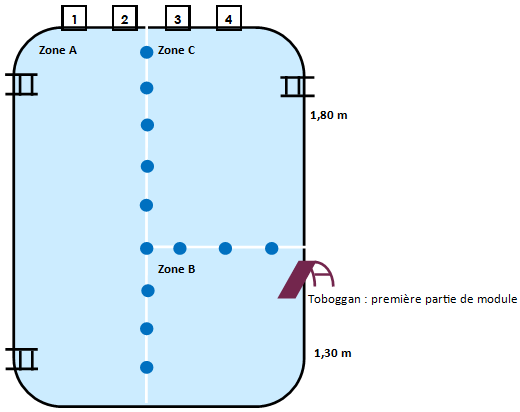 1 2 3 4
Zone A
Zone C
1,80 m
Zone B
Toboggan : première partie de module
1,30 m